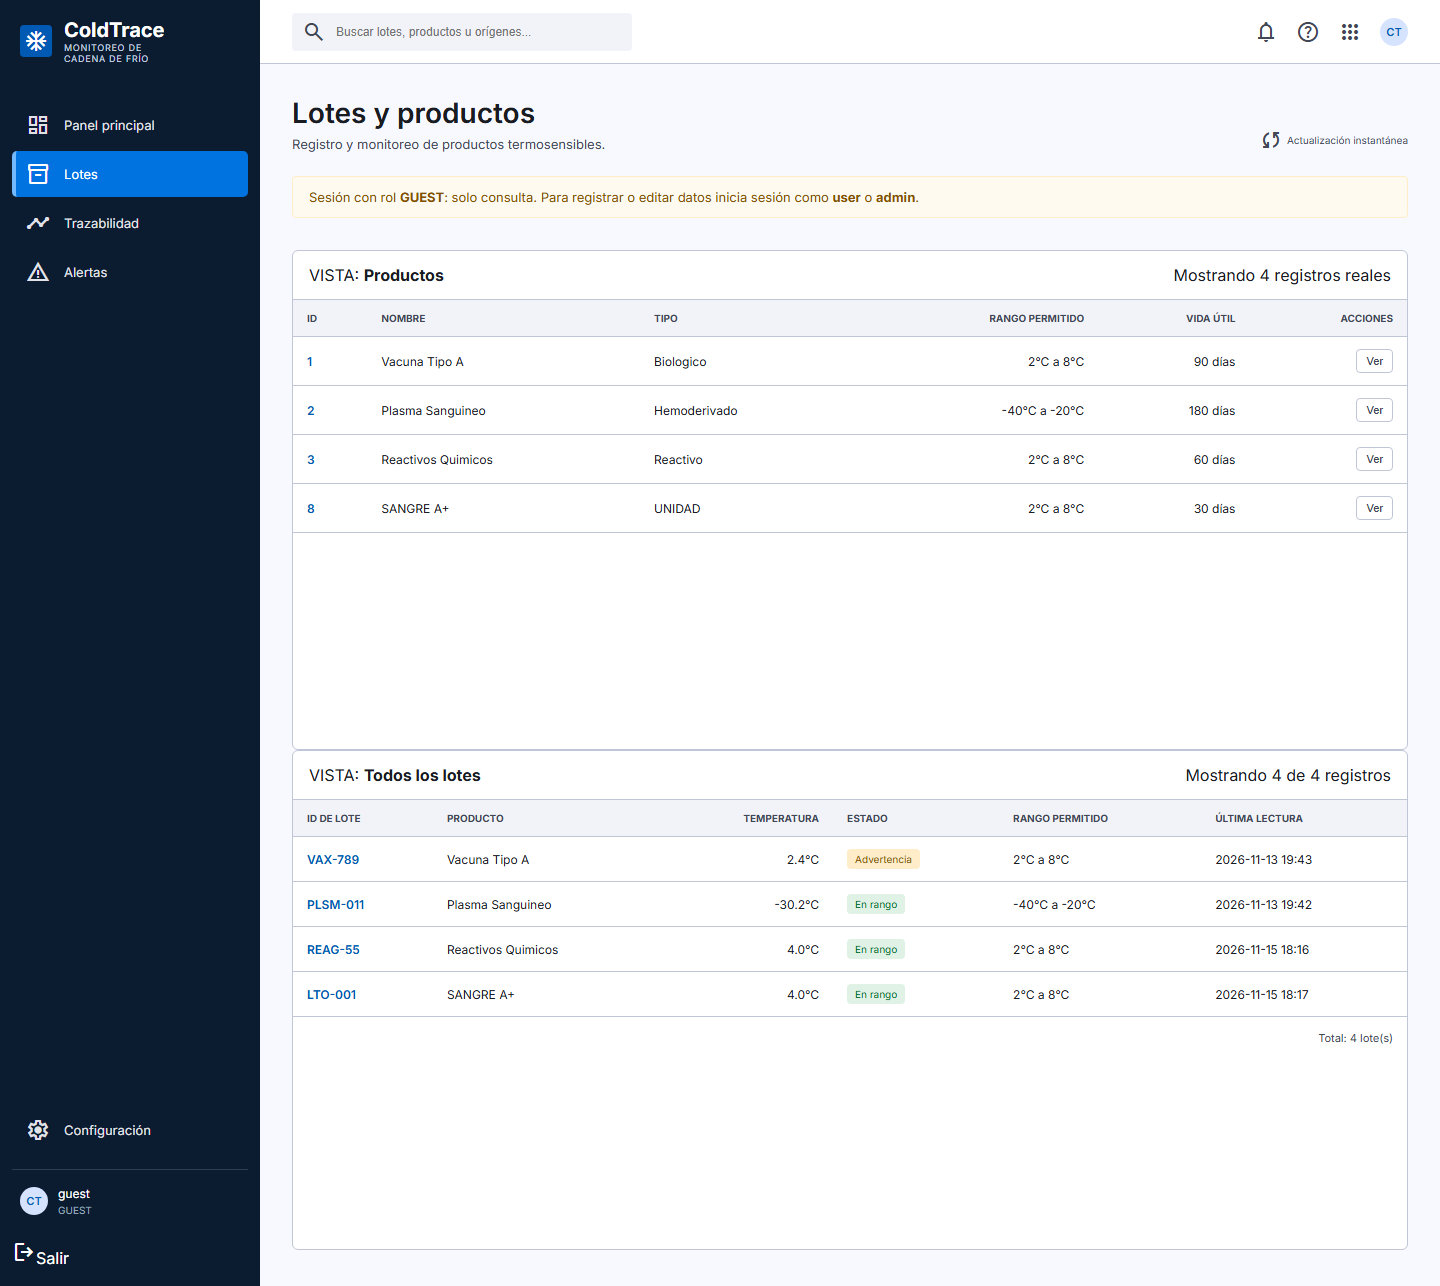 ColdTrace
MONITOREO DE
CADENA DE FRÍO
Panel principal
Lotes
Trazabilidad
Alertas
Configuración
CT
guest
GUEST
Salir
Buscar lotes, productos u orígenes...
CT
Lotes y productos
Registro y monitoreo de productos termosensibles.
Actualización instantánea
Sesión con rol GUEST: solo consulta. Para registrar o editar datos inicia sesión como user o admin.
VISTA: Productos Mostrando 4 registros reales
ID NOMBRE TIPO RANGO PERMITIDO VIDA ÚTIL ACCIONES
1 Vacuna Tipo A Biologico 2°C a 8°C 90 días Ver
2 Plasma Sanguineo Hemoderivado -40°C a -20°C 180 días Ver
3 Reactivos Quimicos Reactivo 2°C a 8°C 60 días Ver
8 SANGRE A+ UNIDAD 2°C a 8°C 30 días Ver
VISTA: Todos los lotes Mostrando 4 de 4 registros
ID DE LOTE PRODUCTO TEMPERATURA ESTADO RANGO PERMITIDO ÚLTIMA LECTURA
VAX-789 Vacuna Tipo A 2.4°C Advertencia 2°C a 8°C 2026-11-13 19:43
PLSM-011 Plasma Sanguineo -30.2°C En rango -40°C a -20°C 2026-11-13 19:42
REAG-55 Reactivos Quimicos 4.0°C En rango 2°C a 8°C 2026-11-15 18:16
LTO-001 SANGRE A+ 4.0°C En rango 2°C a 8°C 2026-11-15 18:17
Total: 4 lote(s)